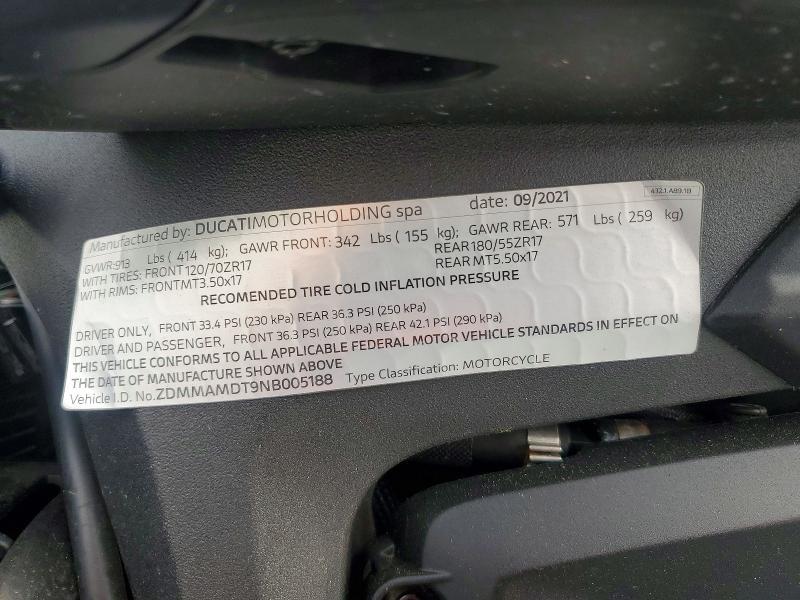 432.1.A89.1B
Manufactured by: DUCATIMOTORHOLDING spa date: 09/2021
GVWR:913 Lbs ( 414 kg); GAWR FRONT: 342 Lbs ( 155 kg); GAWR REAR: 571 Lbs ( 259 kg)
WITH TIRES: FRONT 120/70ZR17 REAR 180/55ZR17
WITH RIMS: FRONTMT3.50x17 REAR MT5.50x17
RECOMENDED TIRE COLD INFLATION PRESSURE
DRIVER ONLY, FRONT 33.4 PSI (230 kPa) REAR 36.3 PSI (250 kPa)
DRIVER AND PASSENGER, FRONT 36.3 PSI (250 kPa) REAR 42.1 PSI (290 kPa)
THIS VEHICLE CONFORMS TO ALL APPLICABLE FEDERAL MOTOR VEHICLE STANDARDS IN EFFECT ON
THE DATE OF MANUFACTURE SHOWN ABOVE
Vehicle I.D. No.ZDMMAMDT9NB005188 Type Classification: MOTORCYCLE